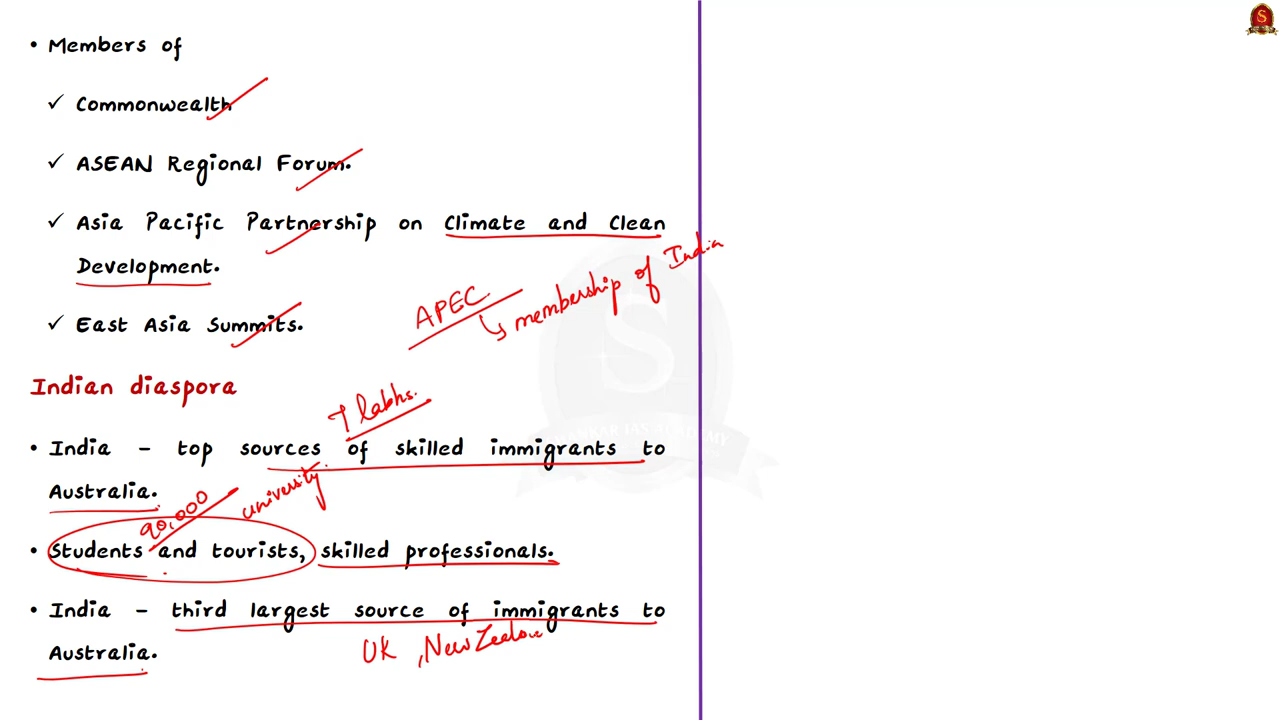 • Members of
✓ Commonwealth
✓ ASEAN Regional Forum.
✓ Asia Pacific Partnership on Climate and Clean
Development.
APEC
↳ membership of India
✓ East Asia Summits.
Indian diaspora
7 lakhs.
• India - top sources of skilled immigrants to
Australia.
90,000
university.
• Students and tourists, skilled professionals.
• India - third largest source of immigrants to
Australia.
UK, New
S